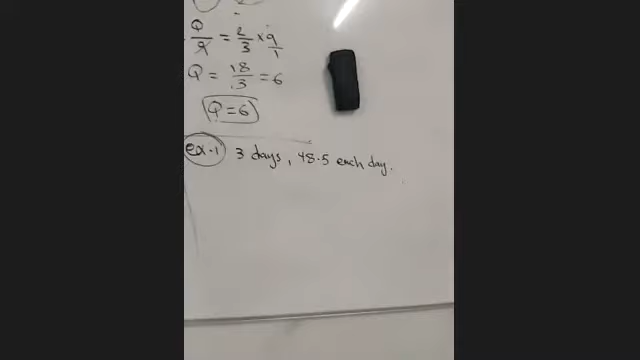 Q/9 = 2/3 × 9/1
Q = 18/3 = 6
Q = 6
ex.1 3 days, 48.5 each day.